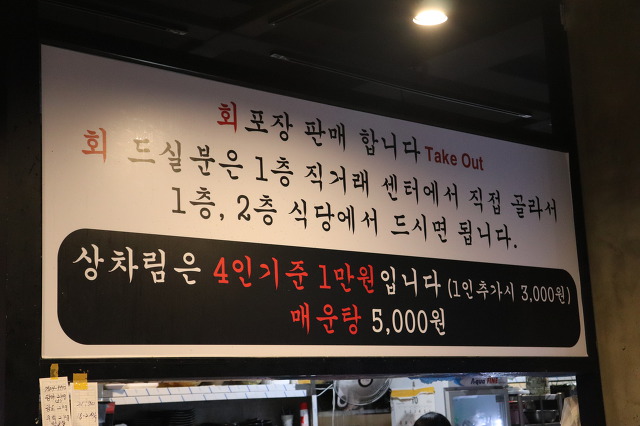 회 포장 판매 합니다 Take Out
회 드실분은 1층 직거래 센터에서 직접 골라서
1층, 2층 식당에서 드시면 됩니다.
상차림은 4인기준 1만원입니다 (1인추가시 3,000원)
매운탕 5,000원